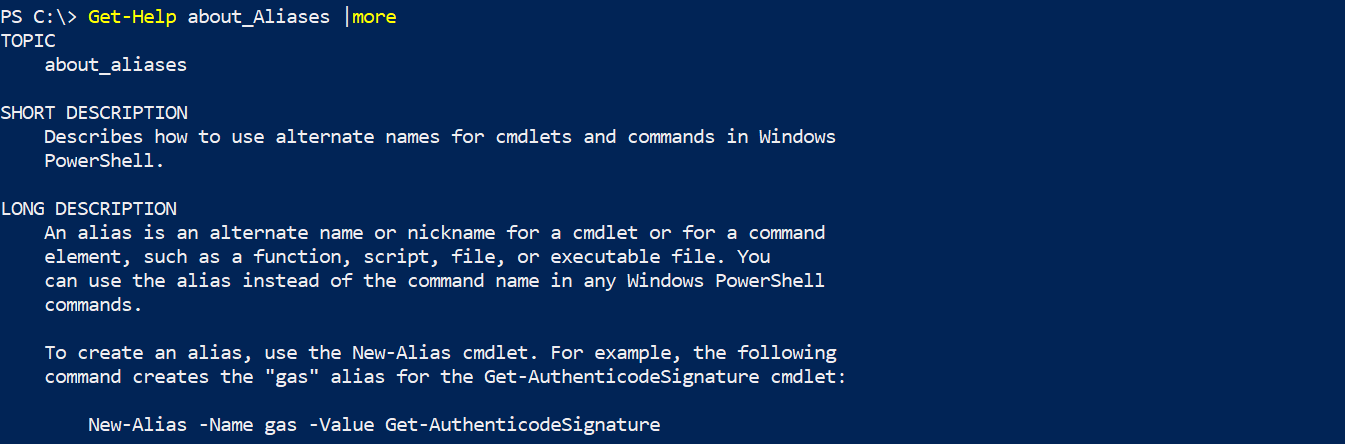 PS C:\> Get-Help about_Aliases |more
TOPIC
    about_aliases

SHORT DESCRIPTION
    Describes how to use alternate names for cmdlets and commands in Windows
    PowerShell.

LONG DESCRIPTION
    An alias is an alternate name or nickname for a cmdlet or for a command
    element, such as a function, script, file, or executable file. You
    can use the alias instead of the command name in any Windows PowerShell
    commands.

    To create an alias, use the New-Alias cmdlet. For example, the following
    command creates the "gas" alias for the Get-AuthenticodeSignature cmdlet:

        New-Alias -Name gas -Value Get-AuthenticodeSignature